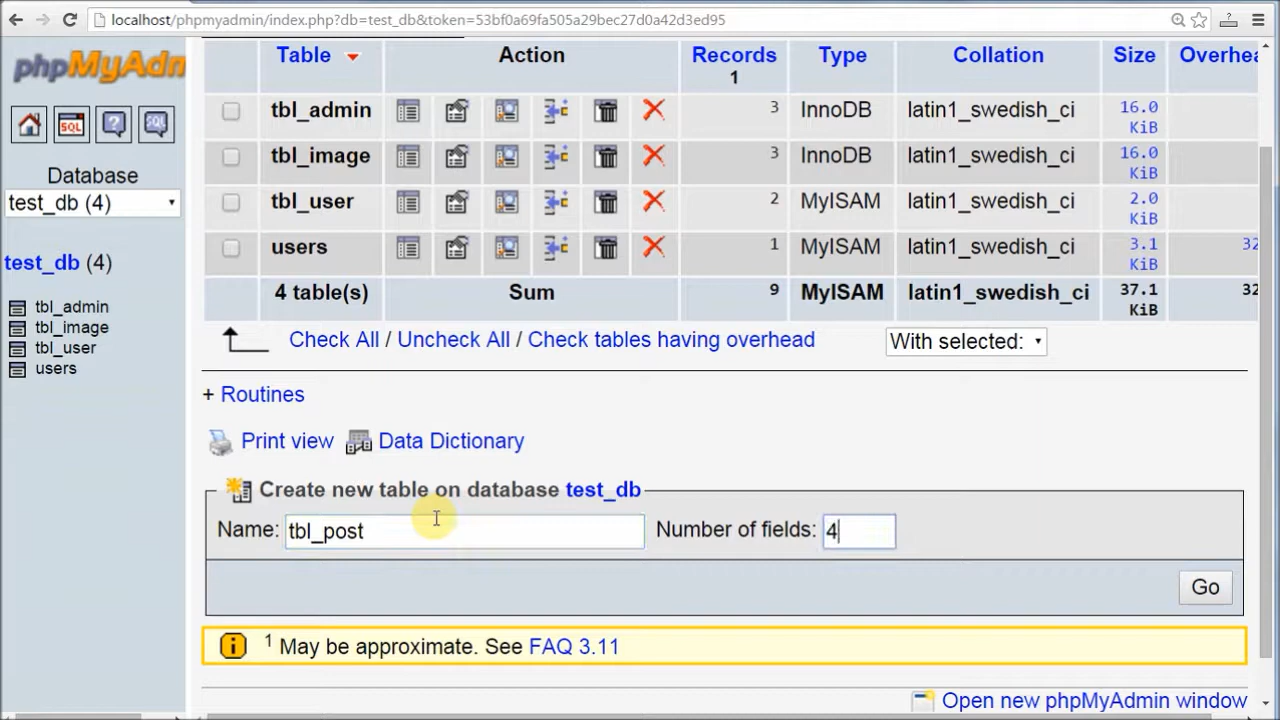 localhost/phpmyadmin/index.php?db=test_db&token=53bf0a69fa505a29bec27d0a42d3ed95
phpMyAdm
SQL
SQL
Database
test_db (4)
test_db (4)
tbl_admin
tbl_image
tbl_user
users
Table Action Records 1 Type Collation Size Overhea
tbl_admin 3 InnoDB latin1_swedish_ci 16.0 KiB
tbl_image 3 InnoDB latin1_swedish_ci 16.0 KiB
tbl_user 2 MyISAM latin1_swedish_ci 2.0 KiB
users 1 MyISAM latin1_swedish_ci 3.1 KiB 32
4 table(s) Sum 9 MyISAM latin1_swedish_ci 37.1 KiB 32
Check All / Uncheck All / Check tables having overhead With selected:
+ Routines
Print view Data Dictionary
Create new table on database test_db
Name: tbl_post Number of fields: 4
Go
1 May be approximate. See FAQ 3.11
Open new phpMyAdmin window